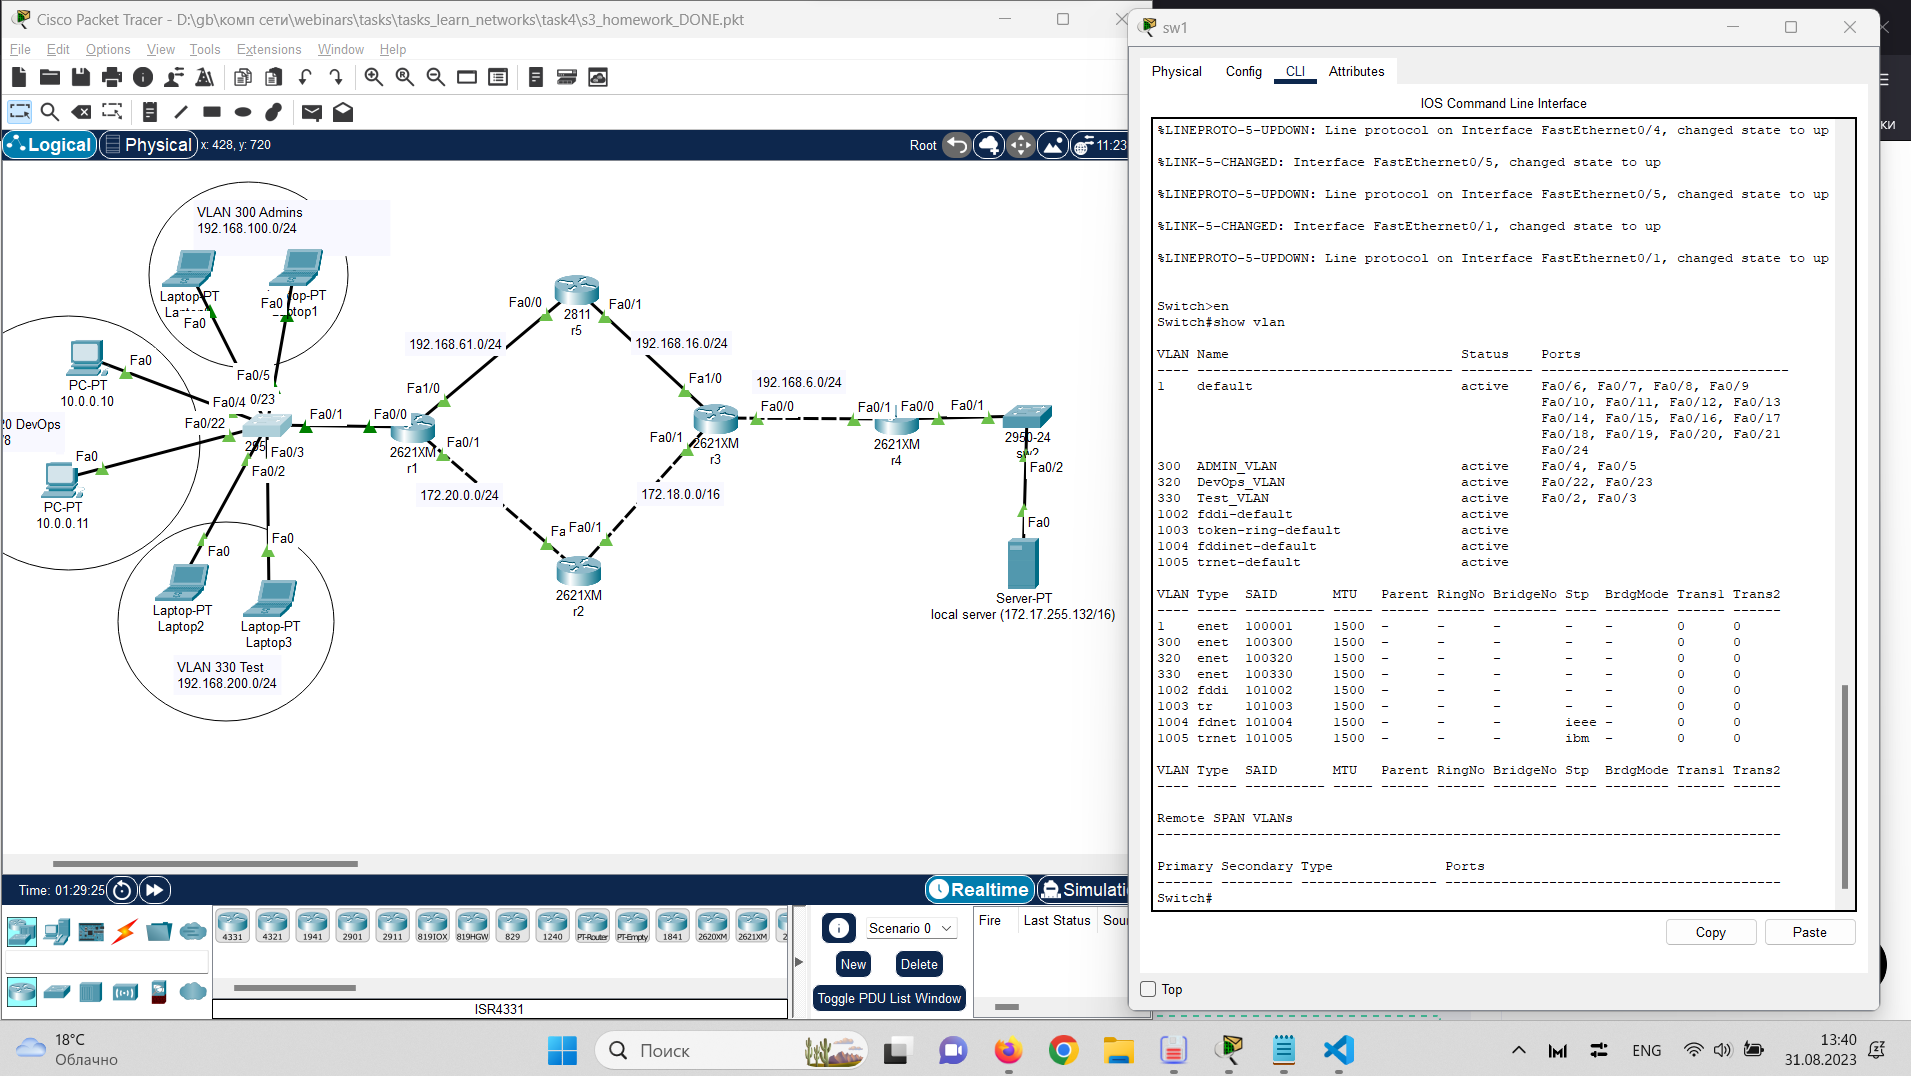 Cisco Packet Tracer - D:\gb\комп сети\webinars\tasks\tasks_learn_networks\task4\s3_homework_DONE.pkt
File Edit Options View Tools Extensions Window Help
Logical Physical x: 428, y: 720
Root 11:23
VLAN 300 Admins
192.168.100.0/24
Laptop-PT
Fa0
Fa0
ptop1
PC-PT
10.0.0.10
Fa0
Fa0/5
Fa0/4
0/23
Fa0/22
20 DevOps
/8
Fa0
PC-PT
10.0.0.11
Fa0/1
Fa0/3
Fa0/2
Fa0/0
Fa1/0
2621XM
r1
Fa0/1
192.168.61.0/24
172.20.0.0/24
Fa0/0
2811
r5
Fa0/1
192.168.16.0/24
Fa1/0
192.168.6.0/24
Fa0/0
2621XM
r3
Fa0/1
172.18.0.0/16
Fa
Fa0/1
2621XM
r2
Fa0/1
Fa0/0
2621XM
r4
Fa0/1
2950-24
sw2
Fa0/2
Fa0
Server-PT
local server (172.17.255.132/16)
Fa0
Laptop-PT
Laptop2
Fa0
Laptop-PT
Laptop3
VLAN 330 Test
192.168.200.0/24
Time: 01:29:25
Realtime Simulati
4331 4321 1941 2901 2911 819IOX 819HGW 829 1240 PT-Router PT-Empty 1841 2620XM 2621XM
ISR4331
Scenario 0
New Delete
Toggle PDU List Window
Fire Last Status Sour
sw1
Physical Config CLI Attributes
IOS Command Line Interface
%LINEPROTO-5-UPDOWN: Line protocol on Interface FastEthernet0/4, changed state to up
%LINK-5-CHANGED: Interface FastEthernet0/5, changed state to up
%LINEPROTO-5-UPDOWN: Line protocol on Interface FastEthernet0/5, changed state to up
%LINK-5-CHANGED: Interface FastEthernet0/1, changed state to up
%LINEPROTO-5-UPDOWN: Line protocol on Interface FastEthernet0/1, changed state to up
Switch>en
Switch#show vlan
VLAN Name Status Ports
---- -------------------------------- --------- -------------------------------
1 default active Fa0/6, Fa0/7, Fa0/8, Fa0/9
Fa0/10, Fa0/11, Fa0/12, Fa0/13
Fa0/14, Fa0/15, Fa0/16, Fa0/17
Fa0/18, Fa0/19, Fa0/20, Fa0/21
Fa0/24
300 ADMIN_VLAN active Fa0/4, Fa0/5
320 DevOps_VLAN active Fa0/22, Fa0/23
330 Test_VLAN active Fa0/2, Fa0/3
1002 fddi-default active
1003 token-ring-default active
1004 fddinet-default active
1005 trnet-default active
VLAN Type SAID MTU Parent RingNo BridgeNo Stp BrdgMode Trans1 Trans2
---- ----- ---------- ----- ------ ------ -------- ---- -------- ------ ------
1 enet 100001 1500 - - - - - 0 0
300 enet 100300 1500 - - - - - 0 0
320 enet 100320 1500 - - - - - 0 0
330 enet 100330 1500 - - - - - 0 0
1002 fddi 101002 1500 - - - - - 0 0
1003 tr 101003 1500 - - - - - 0 0
1004 fdnet 101004 1500 - - - ieee - 0 0
1005 trnet 101005 1500 - - - ibm - 0 0
VLAN Type SAID MTU Parent RingNo BridgeNo Stp BrdgMode Trans1 Trans2
---- ----- ---------- ----- ------ ------ -------- ---- -------- ------ ------
Remote SPAN VLANs
------------------------------------------------------------------------------
Primary Secondary Type Ports
------- --------- ----------------- ------------------------------------------
Switch#
Copy Paste
Top
ки
18°C
Облачно
Поиск
ENG
13:40
31.08.2023